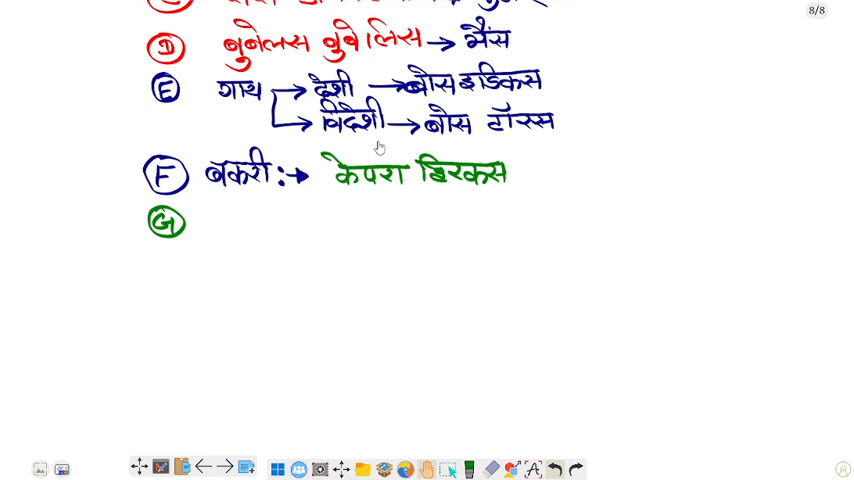 8/8
D बुबेलस बुबेलिस → भैंस
E गाय → देशी → बोस इंडिकस
→ विदेशी → बोस टॉरस
F बकरी :→ केपरा हिरकस
G